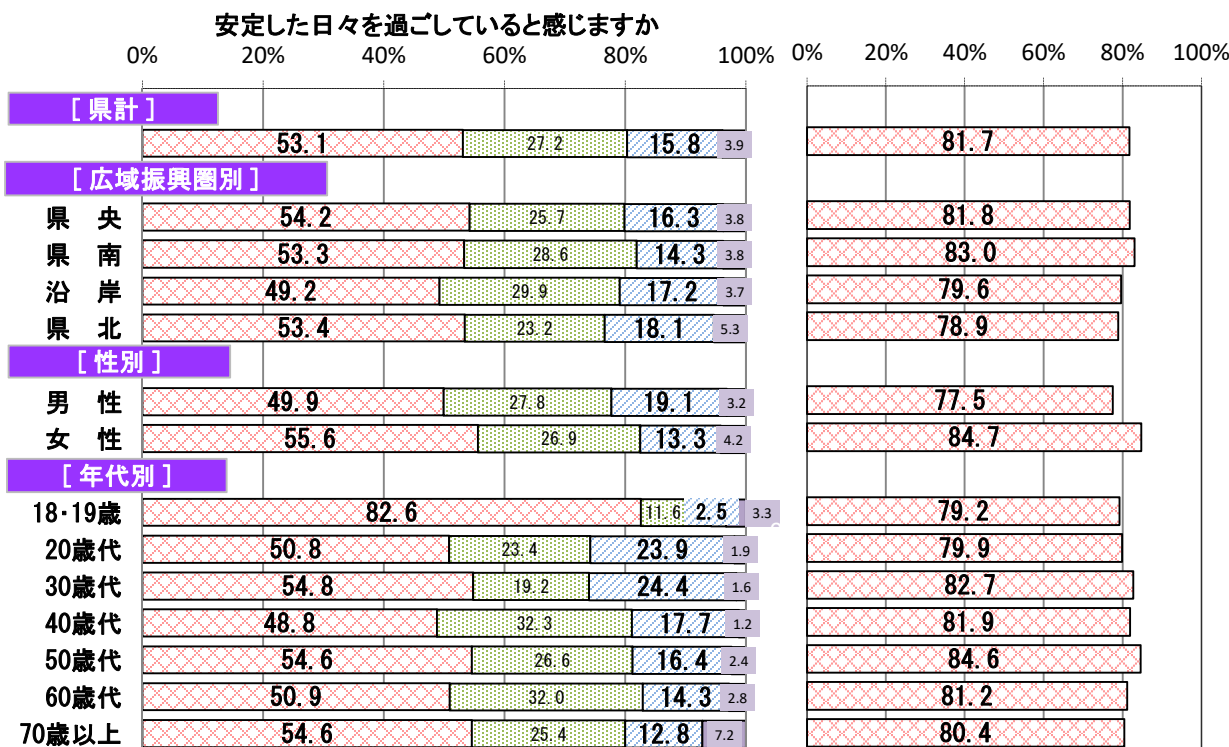 安定した日々を過ごしていると感じますか
0% 20% 40% 60% 80% 100% 0% 20% 40% 60% 80% 100%
[ 県計 ]
53.1 27.2 15.8 3.9 81.7
[ 広域振興圏別 ]
県 央 54.2 25.7 16.3 3.8 81.8
県 南 53.3 28.6 14.3 3.8 83.0
沿 岸 49.2 29.9 17.2 3.7 79.6
県 北 53.4 23.2 18.1 5.3 78.9
[ 性別 ]
男 性 49.9 27.8 19.1 3.2 77.5
女 性 55.6 26.9 13.3 4.2 84.7
[ 年代別 ]
18・19歳 82.6 11.6 2.5 3.3 79.2
20歳代 50.8 23.4 23.9 1.9 79.9
30歳代 54.8 19.2 24.4 1.6 82.7
40歳代 48.8 32.3 17.7 1.2 81.9
50歳代 54.6 26.6 16.4 2.4 84.6
60歳代 50.9 32.0 14.3 2.8 81.2
70歳以上 54.6 25.4 12.8 7.2 80.4